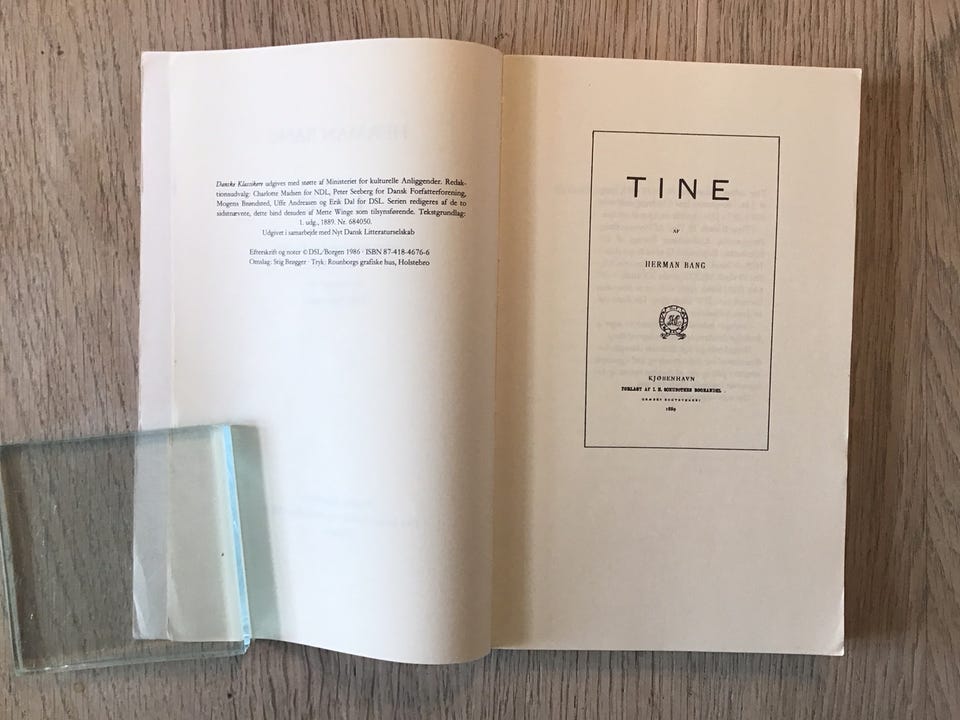 Danske Klassikere udgives med støtte af Ministeriet for kulturelle Anliggender. Redak-
tionsudvalg: Charlotte Madsen for NDL, Peter Seeberg for Dansk Forfatterforening,
Mogens Brøndsted, Uffe Andreasen og Erik Dal for DSL. Serien redigeres af de to
sidstnævnte, dette bind desuden af Mette Winge som tilsynsførende. Tekstgrundlag:
1. udg., 1889. Nr. 684050.
Udgivet i samarbejde med Nyt Dansk Litteraturselskab
Efterskrift og noter © DSL/Borgen 1986 · ISBN 87-418-4676-6
Omslag: Stig Brøgger · Tryk: Rounborgs grafiske hus, Holstebro
TINE
AF
HERMAN BANG
KJØBENHAVN
FORLAGT AF I. H. SCHUBOTHES BOGHANDEL
1889